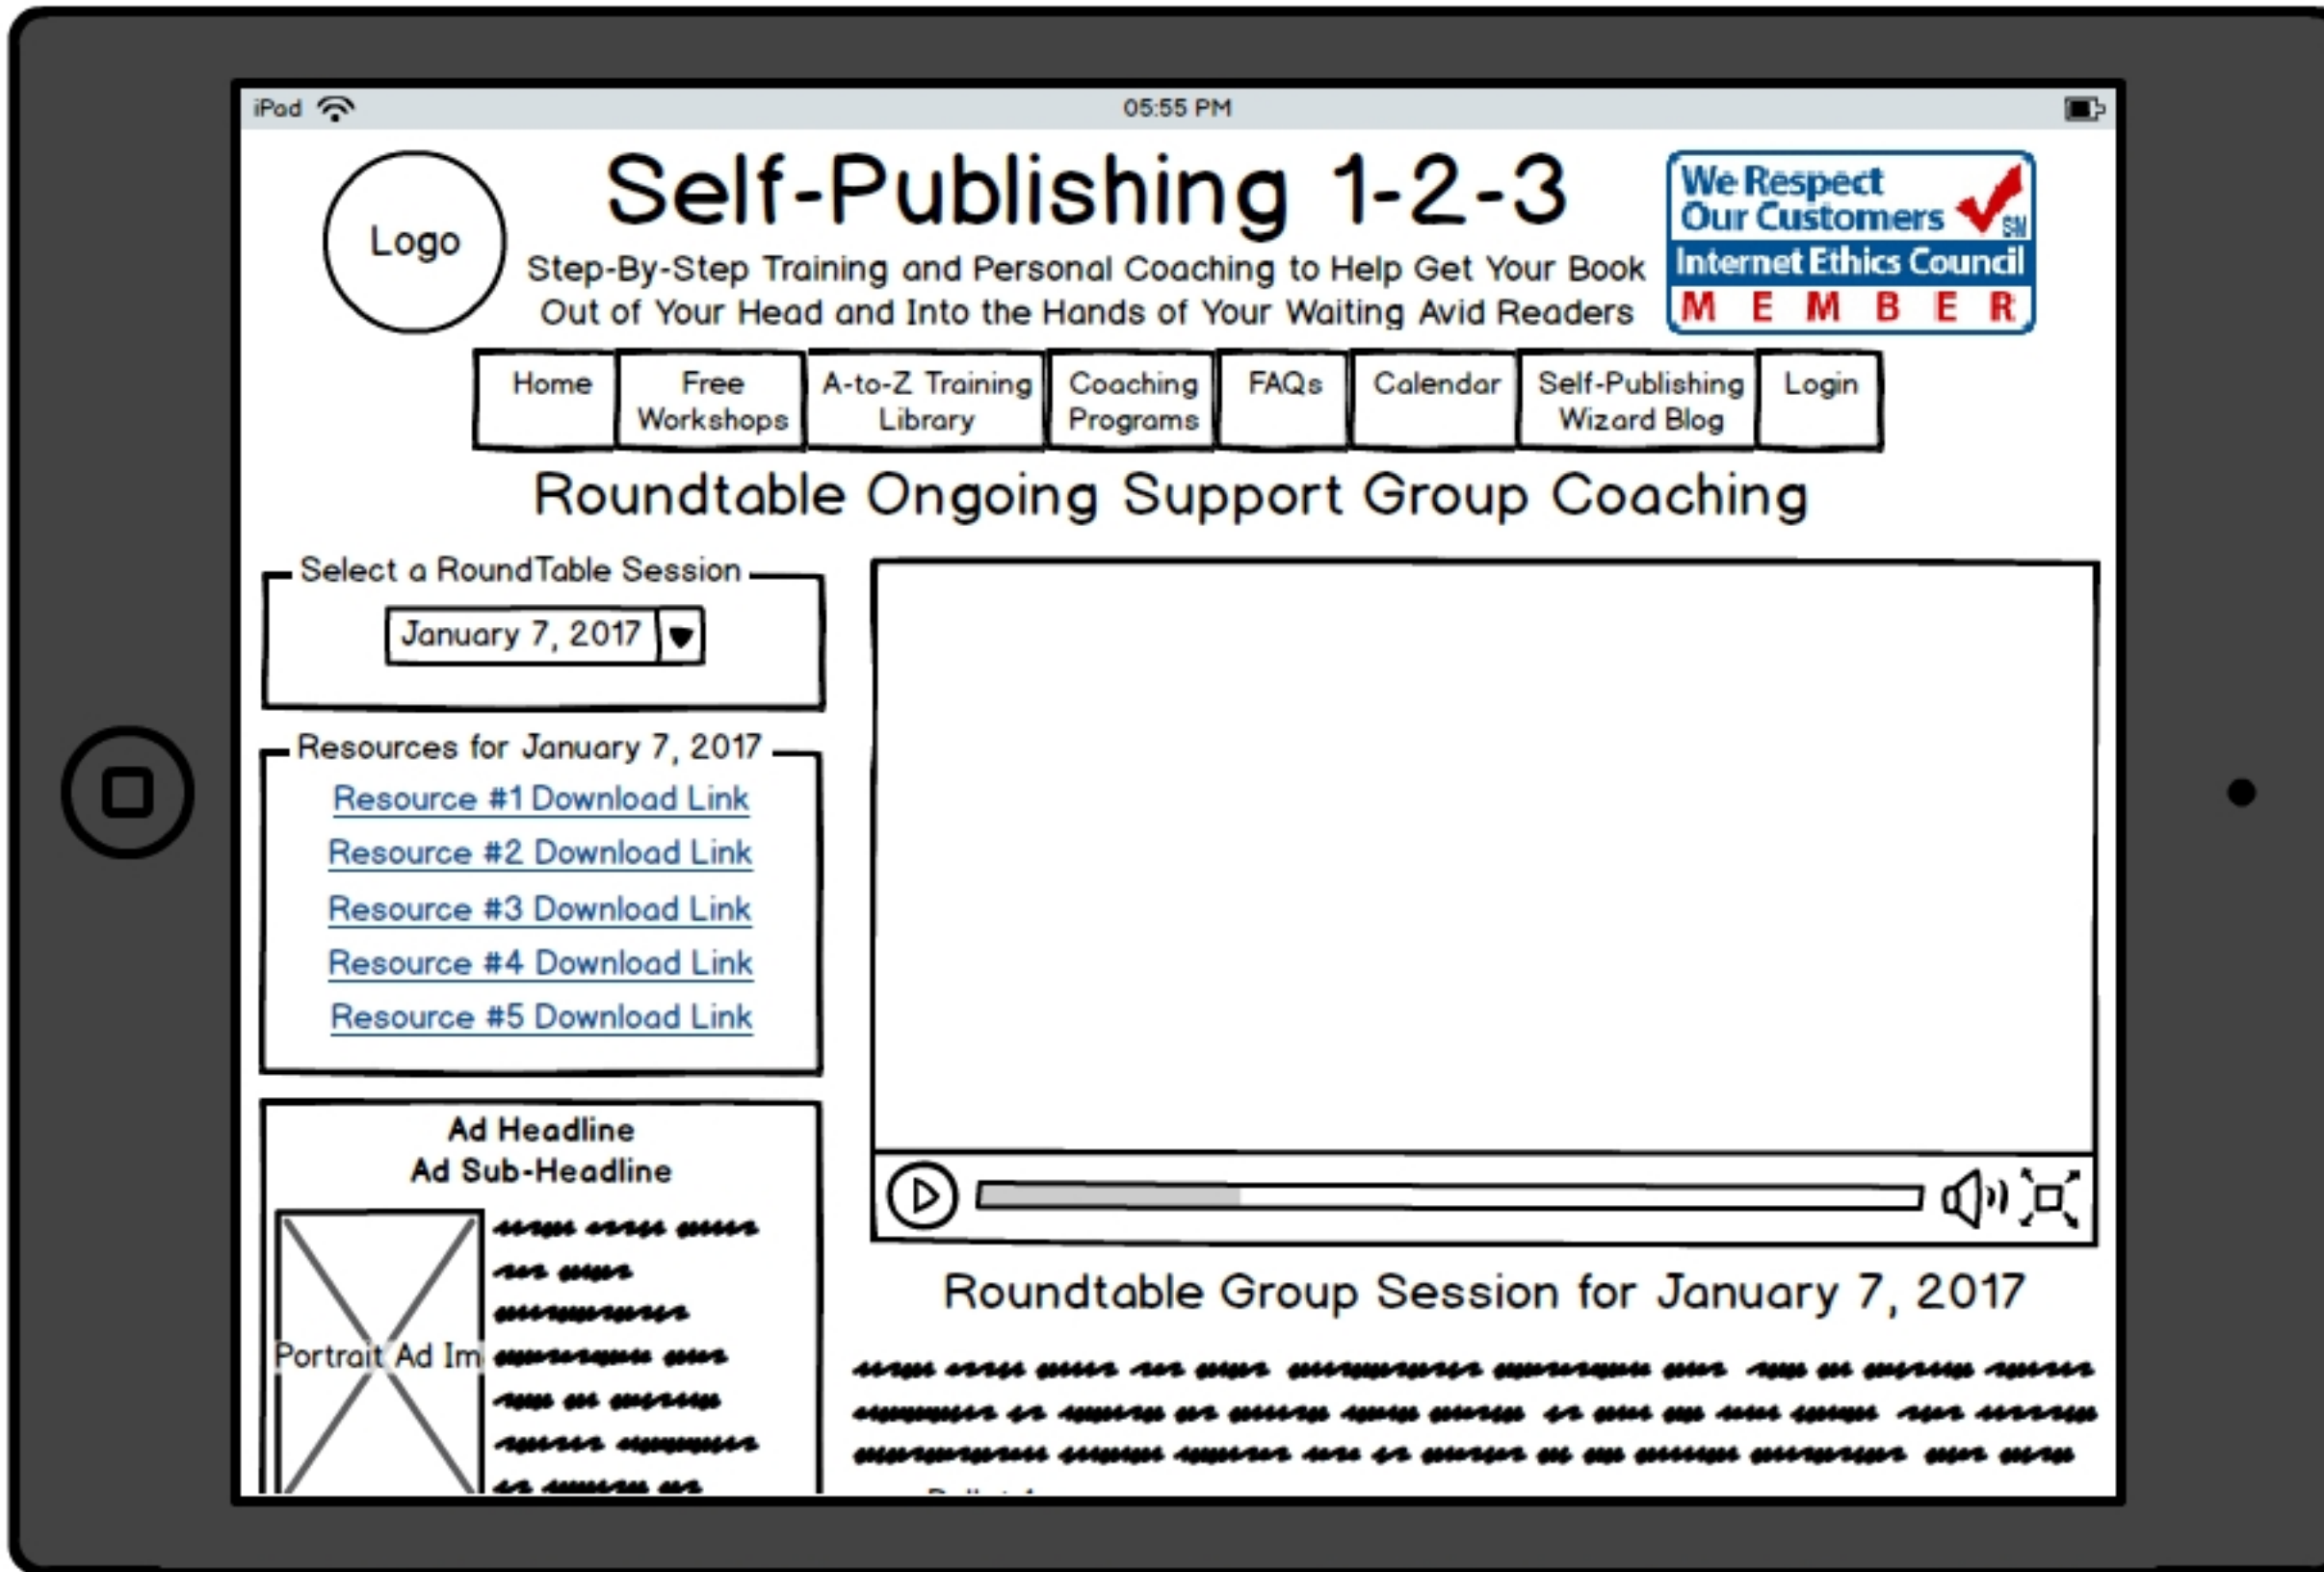 iPad
05:55 PM
Logo
Self-Publishing 1-2-3
Step-By-Step Training and Personal Coaching to Help Get Your Book
Out of Your Head and Into the Hands of Your Waiting Avid Readers
We Respect
Our Customers
SM
Internet Ethics Council
MEMBER
Home
Free
Workshops
A-to-Z Training
Library
Coaching
Programs
FAQs
Calendar
Self-Publishing
Wizard Blog
Login
Roundtable Ongoing Support Group Coaching
Select a RoundTable Session
January 7, 2017
Resources for January 7, 2017
Resource #1 Download Link
Resource #2 Download Link
Resource #3 Download Link
Resource #4 Download Link
Resource #5 Download Link
Ad Headline
Ad Sub-Headline
Portrait Ad Im
Roundtable Group Session for January 7, 2017